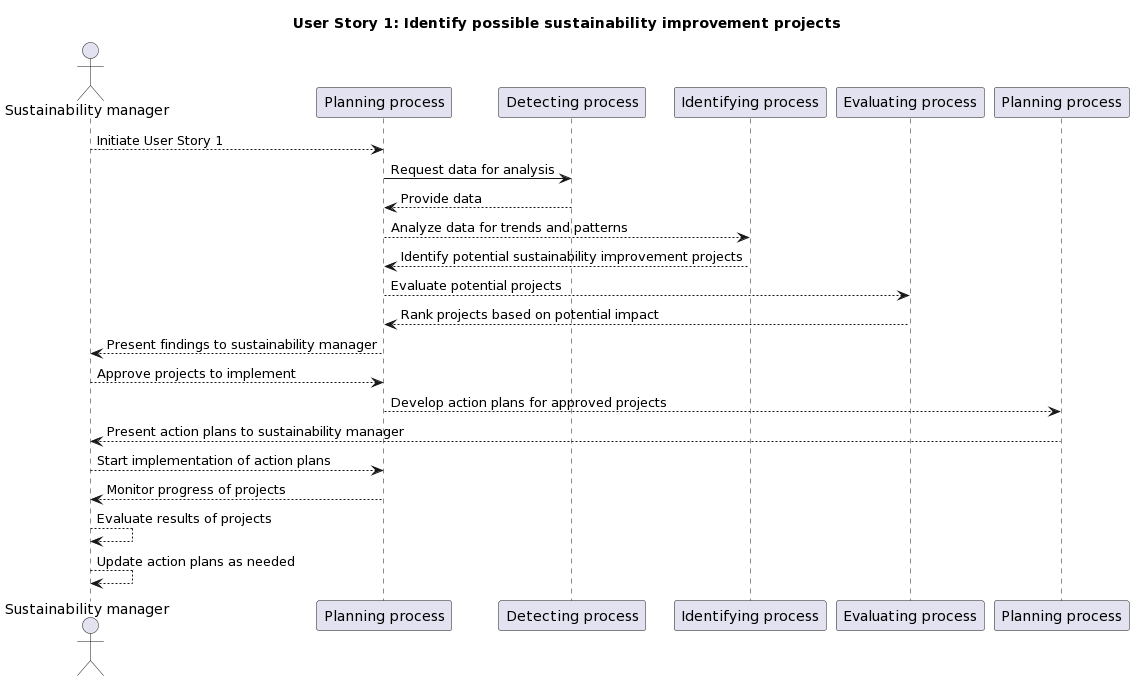 User Story 1: Identify possible sustainability improvement projects
Sustainability manager
Planning process
Detecting process
Identifying process
Evaluating process
Planning process
Initiate User Story 1
Request data for analysis
Provide data
Analyze data for trends and patterns
Identify potential sustainability improvement projects
Evaluate potential projects
Rank projects based on potential impact
Present findings to sustainability manager
Approve projects to implement
Develop action plans for approved projects
Present action plans to sustainability manager
Start implementation of action plans
Monitor progress of projects
Evaluate results of projects
Update action plans as needed
Sustainability manager
Planning process
Detecting process
Identifying process
Evaluating process
Planning process